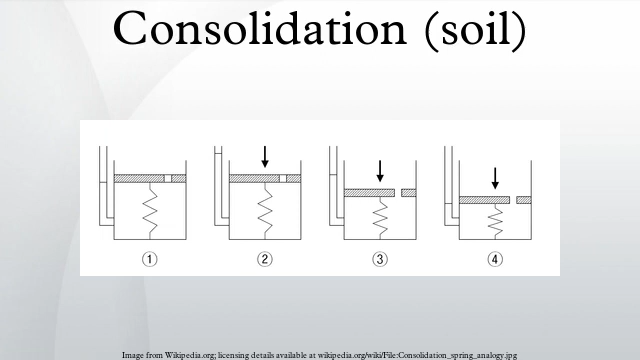 Consolidation (soil)
① ② ③ ④
Image from Wikipedia.org; licensing details available at wikipedia.org/wiki/File:Consolidation_spring_analogy.jpg